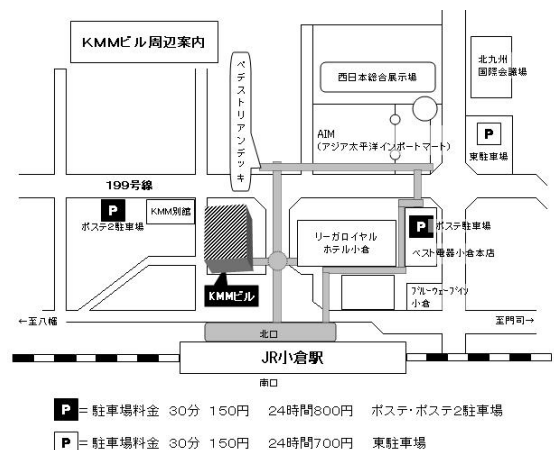 KMMビル周辺案内
ペデストリアンデッキ
西日本総合展示場
北九州
国際会議場
AIM
(アジア太平洋インポートマート)
P
東駐車場
199号線
P
ポステ2駐車場
KMM別館
リーガロイヤル
ホテル小倉
P
ポステ駐車場
ベスト電器小倉本店
KMMビル
ブルーウェーブイン
小倉
←至八幡
至門司→
北口
JR小倉駅
南口
P=駐車場料金 30分 150円 24時間800円 ポステ・ポステ2駐車場
P=駐車場料金 30分 150円 24時間700円 東駐車場